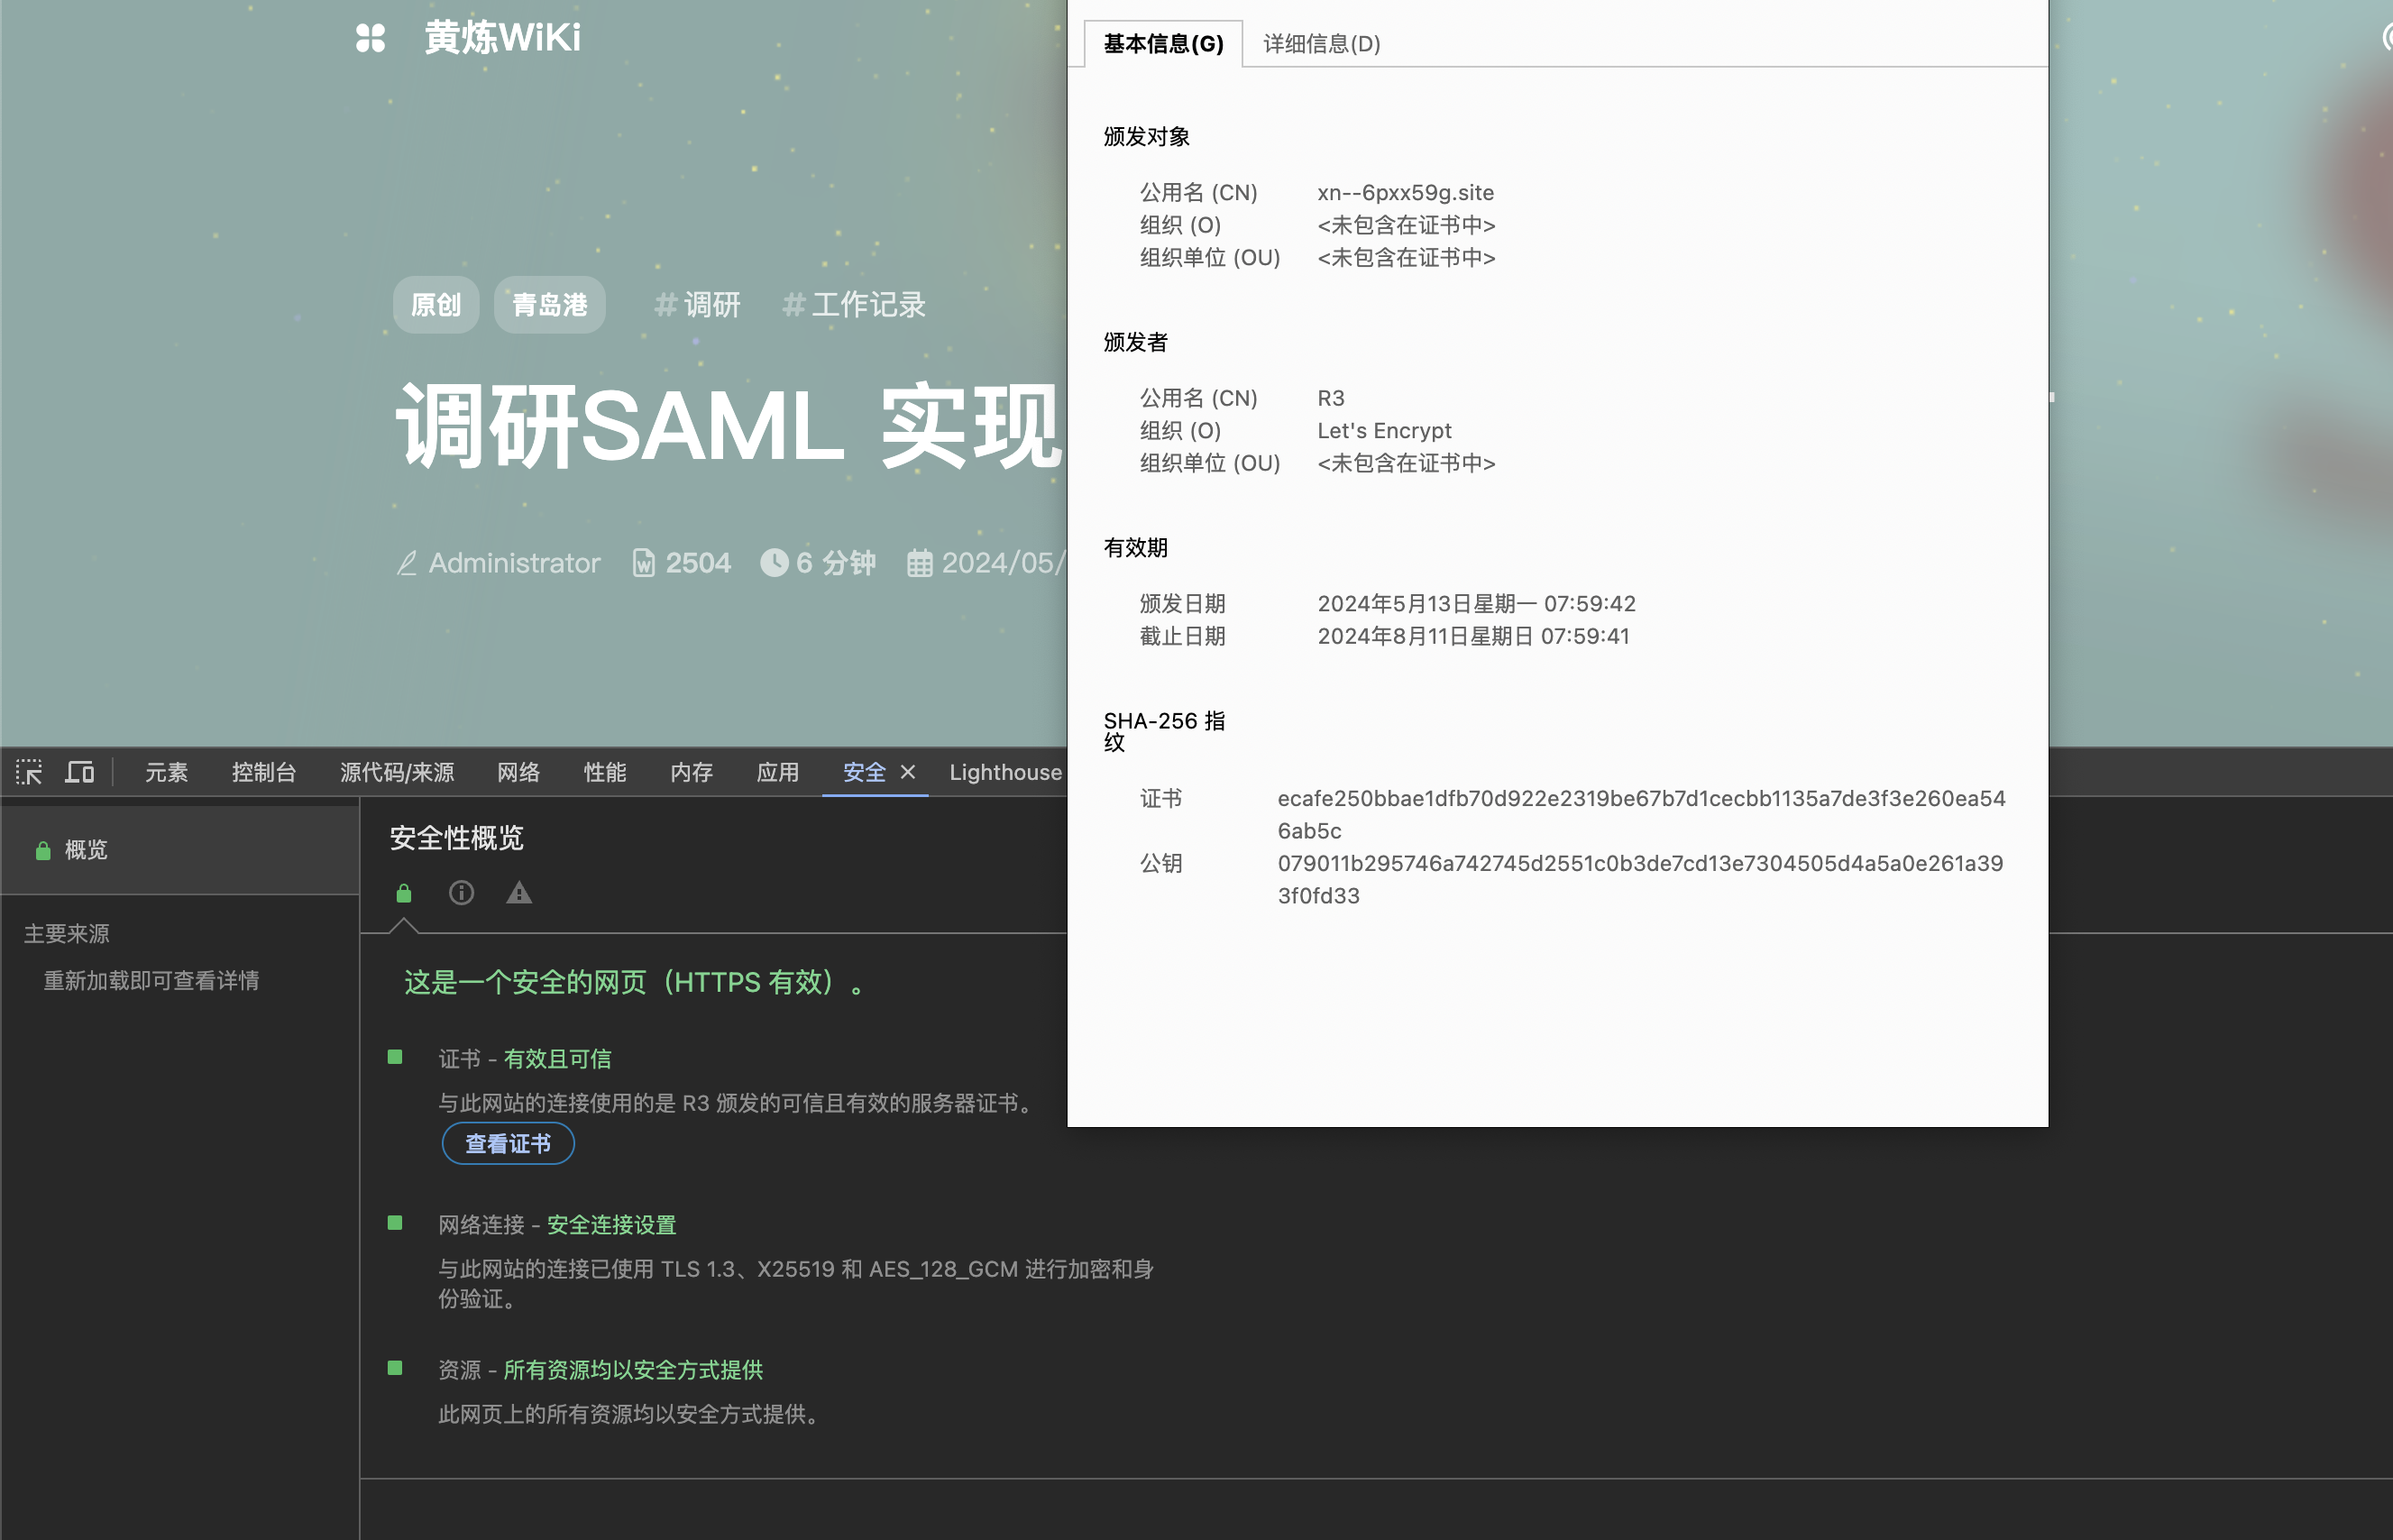 黄炼WiKi
原创 青岛港 #调研 #工作记录
调研SAML 实现
Administrator 2504 6 分钟 2024/05/
基本信息(G) 详细信息(D)
颁发对象
公用名 (CN) xn--6pxx59g.site
组织 (O) <未包含在证书中>
组织单位 (OU) <未包含在证书中>
颁发者
公用名 (CN) R3
组织 (O) Let's Encrypt
组织单位 (OU) <未包含在证书中>
有效期
颁发日期 2024年5月13日星期一 07:59:42
截止日期 2024年8月11日星期日 07:59:41
SHA-256 指
纹
证书 ecafe250bbae1dfb70d922e2319be67b7d1cecbb1135a7de3f3e260ea54
6ab5c
公钥 079011b295746a742745d2551c0b3de7cd13e7304505d4a5a0e261a39
3f0fd33
元素 控制台 源代码/来源 网络 性能 内存 应用 安全 Lighthouse
概览
主要来源
重新加载即可查看详情
安全性概览
这是一个安全的网页（HTTPS 有效）。
证书 - 有效且可信
与此网站的连接使用的是 R3 颁发的可信且有效的服务器证书。
查看证书
网络连接 - 安全连接设置
与此网站的连接已使用 TLS 1.3、X25519 和 AES_128_GCM 进行加密和身
份验证。
资源 - 所有资源均以安全方式提供
此网页上的所有资源均以安全方式提供。